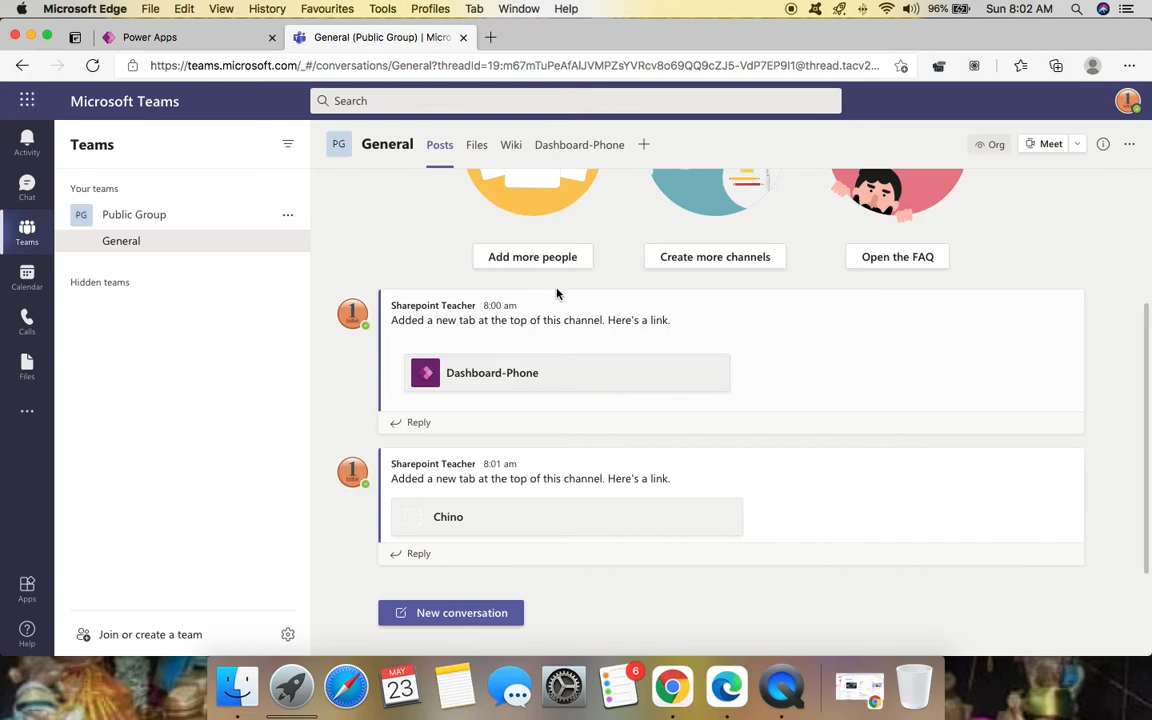 Microsoft Edge File Edit View History Favourites Tools Profiles Tab Window Help 96% Sun 8:02 AM
Power Apps
General (Public Group) | Micro
https://teams.microsoft.com/_#/conversations/General?threadid=19:m67mTuPeAfAIJVMPZsYVRcv8o69QQ9cZJ5-VdP7EP9I1@thread.tacv2...
Microsoft Teams
Search
1
Activity
Chat
Teams
Calendar
Calls
Files
Apps
Help
Teams
Your teams
PG Public Group
General
Hidden teams
Join or create a team
PG General Posts Files Wiki Dashboard-Phone
Org Meet
Add more people Create more channels Open the FAQ
1 Sharepoint Teacher 8:00 am
Added a new tab at the top of this channel. Here's a link.
Dashboard-Phone
Reply
1 Sharepoint Teacher 8:01 am
Added a new tab at the top of this channel. Here's a link.
Chino
Reply
New conversation
MAY
23
6